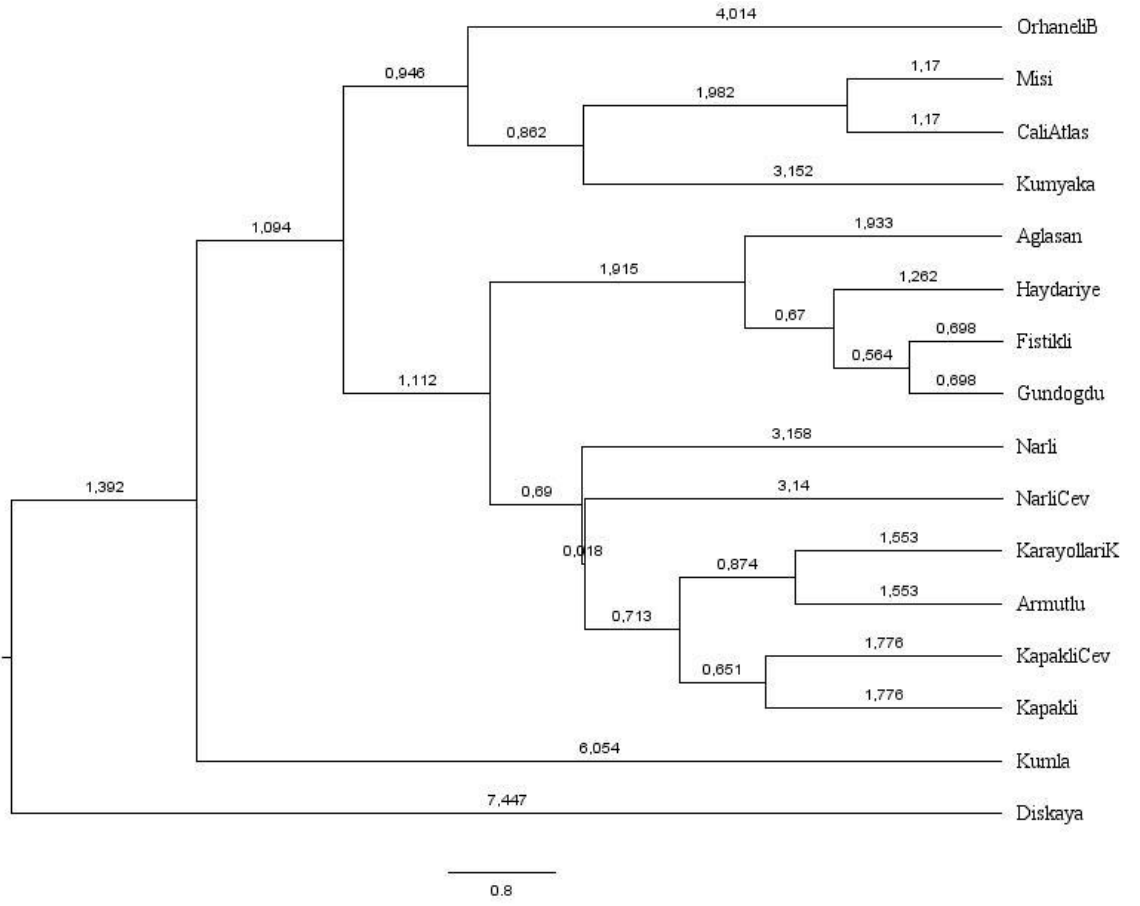 4,014
OrhaneliB
0,946
1,17
Misi
1,982
0,862
1,17
CaliAtlas
3,152
Kumyaka
1,094
1,933
Aglasan
1,915
1,262
Haydariye
0,67
0,698
Fistikli
0,564
1,112
0,698
Gundogdu
3,158
Narli
1,392
0,69
3,14
NarliCev
0,018
1,553
KarayollariK
0,874
1,553
Armutlu
0,713
1,776
KapakliCev
0,651
1,776
Kapakli
6,054
Kumla
7,447
Diskaya
0.8